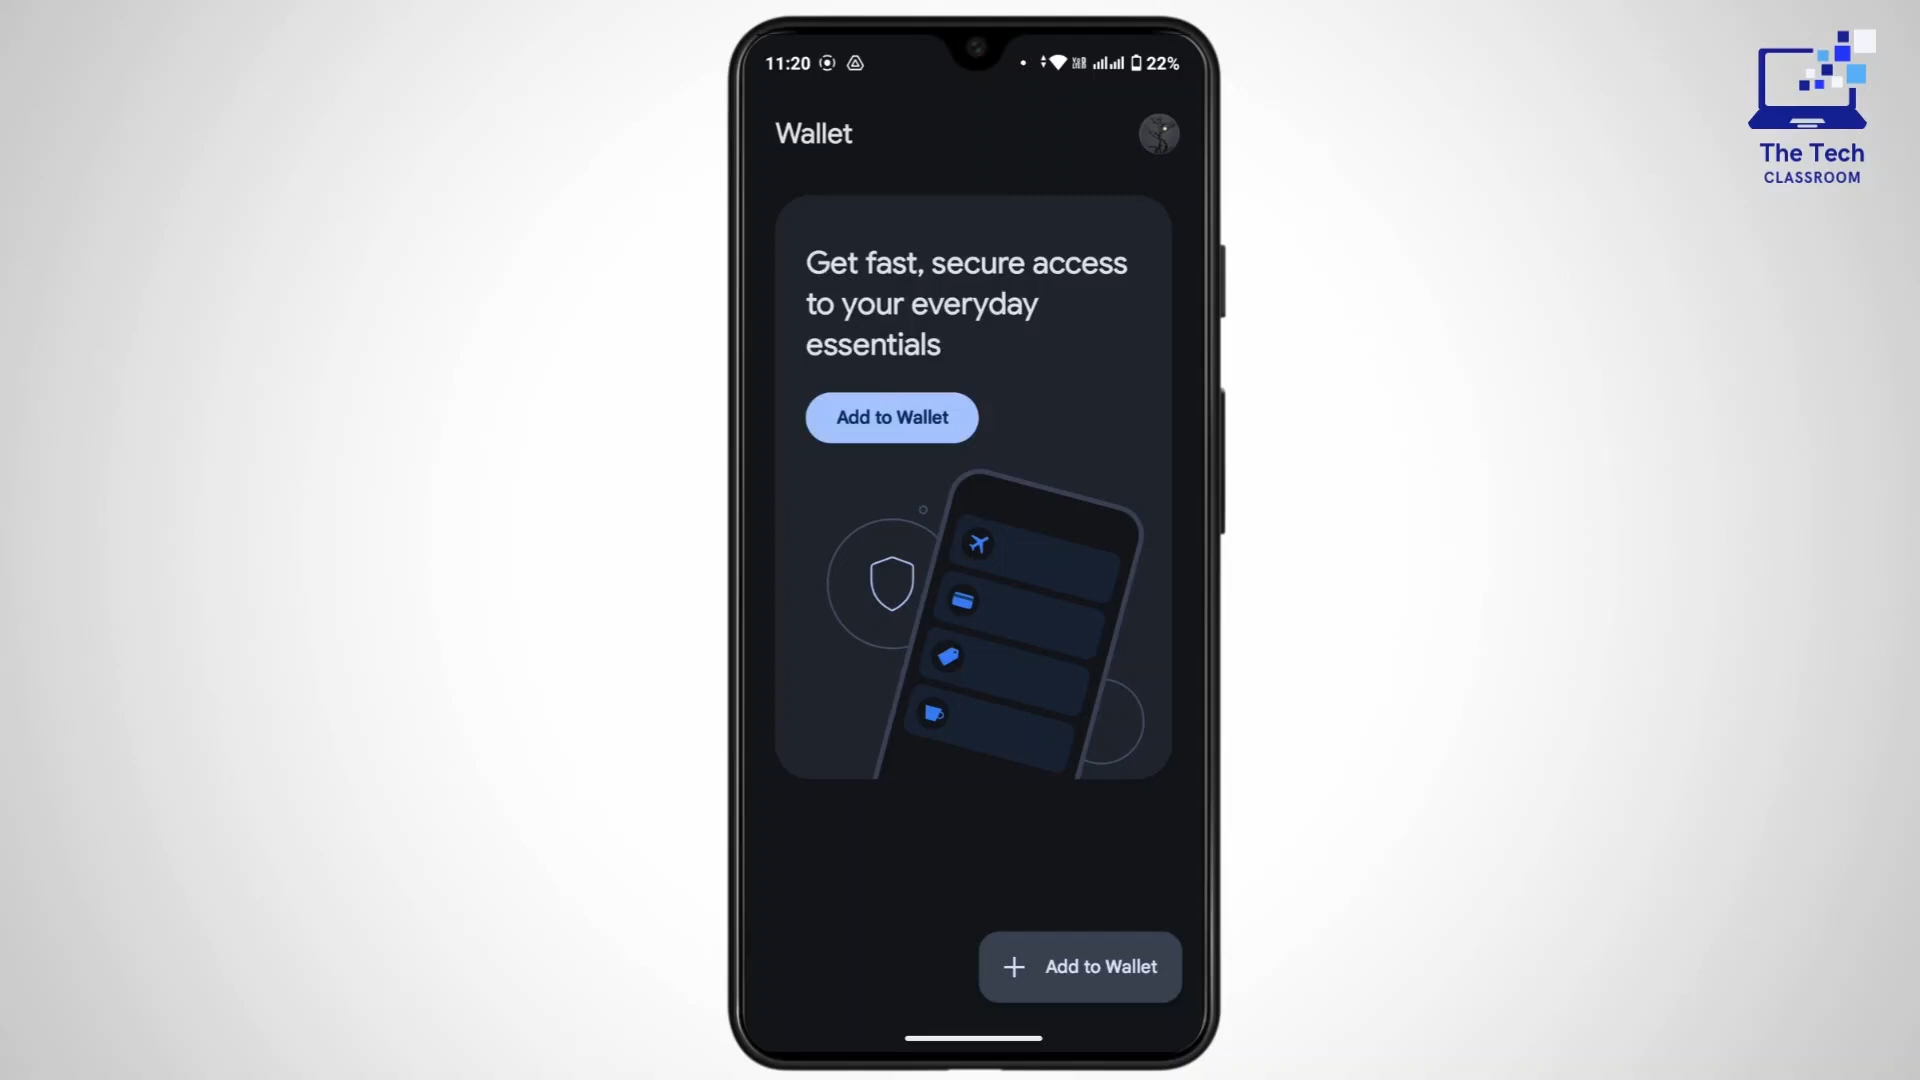 11:20
22%
The Tech
CLASSROOM
Wallet
Get fast, secure access
to your everyday
essentials
Add to Wallet
Add to Wallet